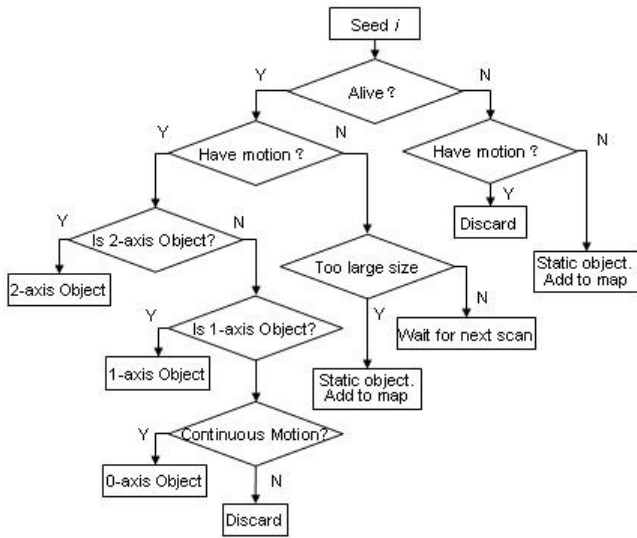 Seed i
Y
N
Alive ?
Y
N
N
Have motion ?
Have motion ?
Y
Discard
Y
N
Is 2-axis Object?
Too large size
Static object.
Add to map
2-axis Object
N
Y
Y
Is 1-axis Object?
Wait for next scan
1-axis Object
Static object.
Add to map
Y
Continuous Motion?
0-axis Object
N
Discard